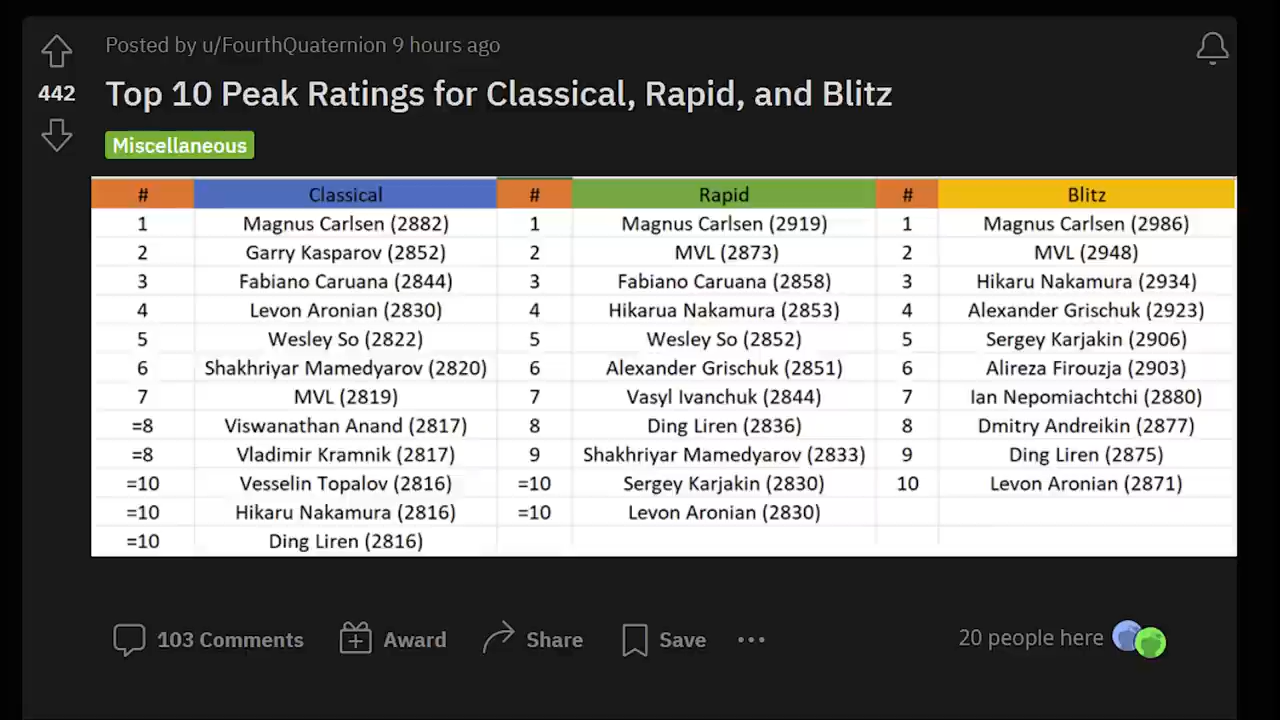 Posted by u/FourthQuaternion 9 hours ago
442
Top 10 Peak Ratings for Classical, Rapid, and Blitz
Miscellaneous
# Classical # Rapid # Blitz
1 Magnus Carlsen (2882) 1 Magnus Carlsen (2919) 1 Magnus Carlsen (2986)
2 Garry Kasparov (2852) 2 MVL (2873) 2 MVL (2948)
3 Fabiano Caruana (2844) 3 Fabiano Caruana (2858) 3 Hikaru Nakamura (2934)
4 Levon Aronian (2830) 4 Hikarua Nakamura (2853) 4 Alexander Grischuk (2923)
5 Wesley So (2822) 5 Wesley So (2852) 5 Sergey Karjakin (2906)
6 Shakhriyar Mamedyarov (2820) 6 Alexander Grischuk (2851) 6 Alireza Firouzja (2903)
7 MVL (2819) 7 Vasyl Ivanchuk (2844) 7 Ian Nepomiachtchi (2880)
=8 Viswanathan Anand (2817) 8 Ding Liren (2836) 8 Dmitry Andreikin (2877)
=8 Vladimir Kramnik (2817) 9 Shakhriyar Mamedyarov (2833) 9 Ding Liren (2875)
=10 Vesselin Topalov (2816) =10 Sergey Karjakin (2830) 10 Levon Aronian (2871)
=10 Hikaru Nakamura (2816) =10 Levon Aronian (2830)
=10 Ding Liren (2816)
103 Comments Award Share Save 20 people here